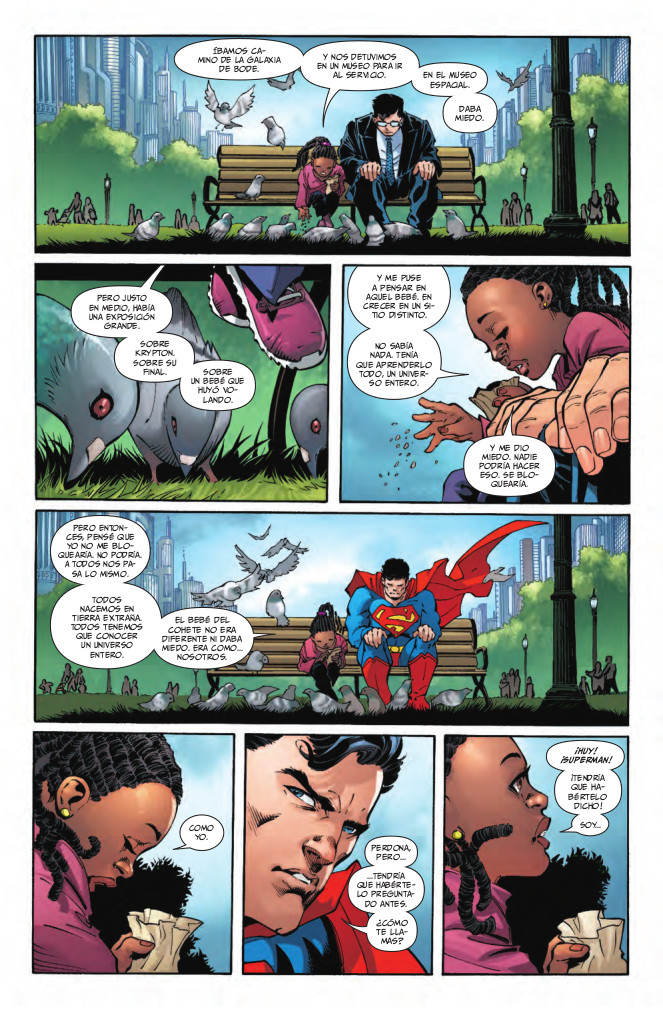 ÍBAMOS CA-
MINO DE LA GALAXIA
DE BODE.
Y NOS DETUVIMOS
EN UN MUSEO PARA IR
AL SERVICIO.
EN EL MUSEO
ESPACIAL.
DABA
MIEDO.
PERO JUSTO
EN MEDIO, HABÍA
UNA EXPOSICIÓN
GRANDE.
SOBRE
KRYPTON.
SOBRE SU
FINAL.
SOBRE
UN BEBÉ QUE
HUYÓ VO-
LANDO.
Y ME PUSE
A PENSAR EN
AQUEL BEBÉ. EN
CRECER EN UN SI-
TIO DISTINTO.
NO SABÍA
NADA. TENÍA
QUE APRENDERLO
TODO, UN UNIVER-
SO ENTERO.
Y ME DIO
MIEDO. NADIE
PODRÍA HACER
ESO. SE BLO-
QUEARÍA.
PERO ENTON-
CES, PENSÉ QUE
YO NO ME BLO-
QUEARÍA. NO PODRÍA.
A TODOS NOS PA-
SA LO MISMO.
TODOS
NACEMOS EN
TIERRA EXTRAÑA.
TODOS TENEMOS
QUE CONOCER
UN UNIVERSO
ENTERO.
EL BEBÉ DEL
COHETE NO ERA
DIFERENTE NI DABA
MIEDO. ERA COMO...
NOSOTROS.
COMO
YO.
PERDONA,
PERO...
...TENDRÍA
QUE HABÉRTE-
LO PREGUNTA-
DO ANTES.
¿CÓMO
TE LLA-
MAS?
¡HUY!
¡SUPERMAN!
¡TENDRÍA
QUE HA-
BÉRTELO
DICHO!
SOY...